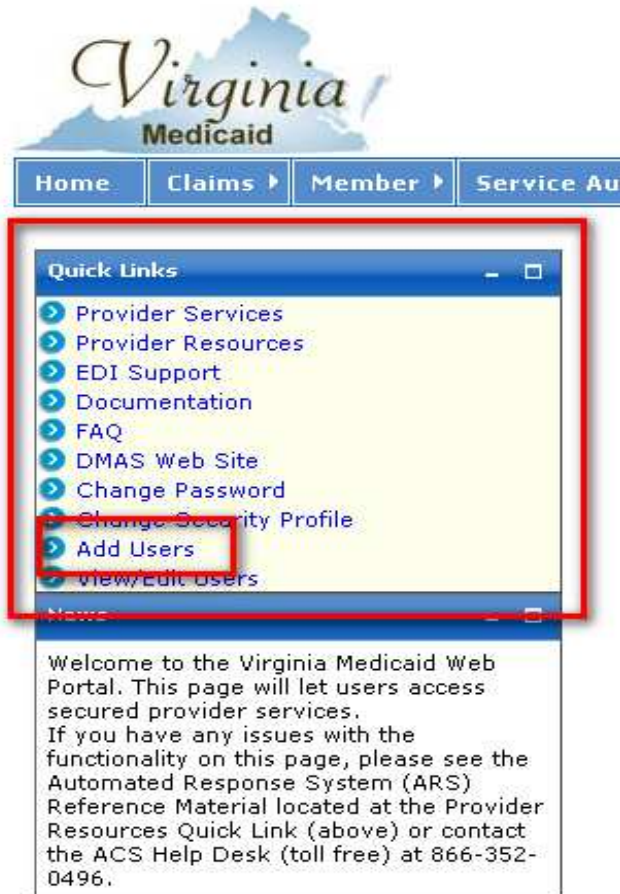 Virginia
Medicaid
Home Claims Member Service Au
Quick Links
Provider Services
Provider Resources
EDI Support
Documentation
FAQ
DMAS Web Site
Change Password
Change Security Profile
Add Users
View/Edit Users
News
Welcome to the Virginia Medicaid Web
Portal. This page will let users access
secured provider services.
If you have any issues with the
functionality on this page, please see the
Automated Response System (ARS)
Reference Material located at the Provider
Resources Quick Link (above) or contact
the ACS Help Desk (toll free) at 866-352-
0496.